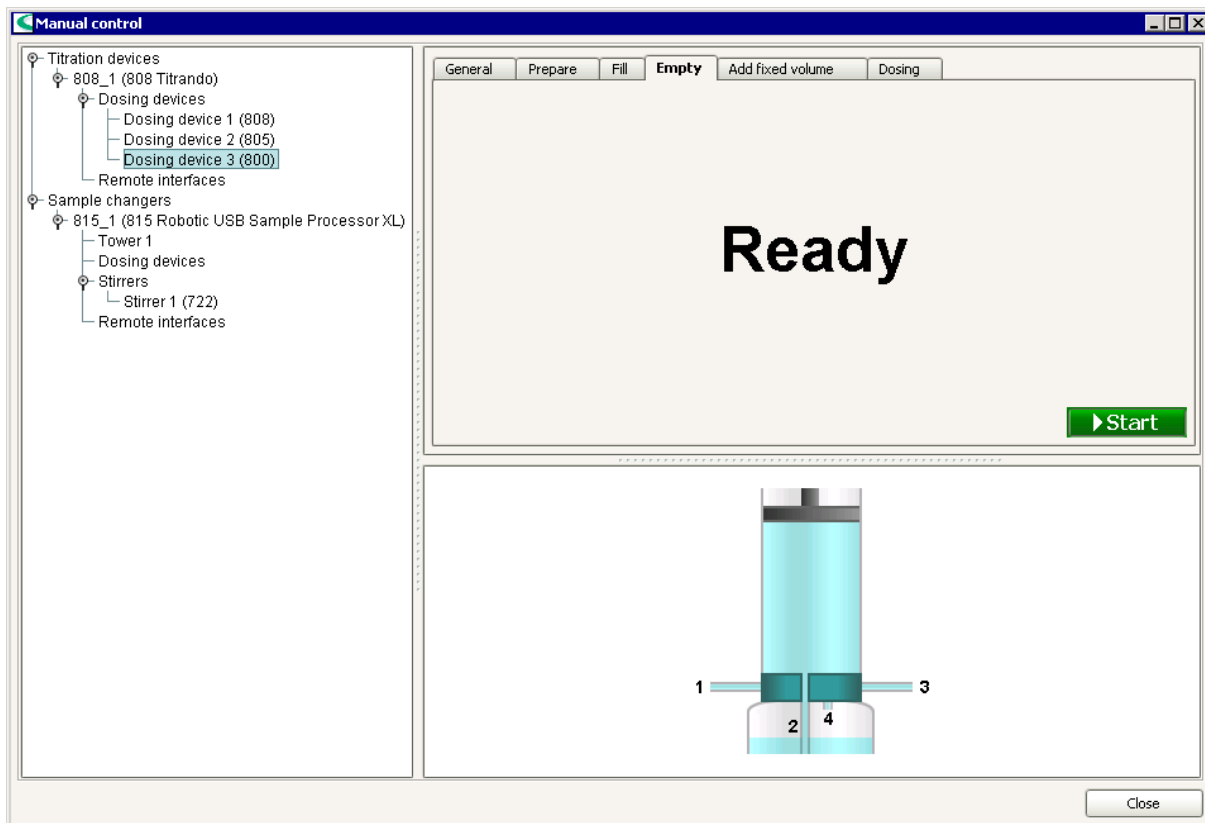 Manual control
Titration devices
808_1 (808 Titrando)
Dosing devices
Dosing device 1 (808)
Dosing device 2 (805)
Dosing device 3 (800)
Remote interfaces
Sample changers
815_1 (815 Robotic USB Sample Processor XL)
Tower 1
Dosing devices
Stirrers
Stirrer 1 (722)
Remote interfaces
General Prepare Fill Empty Add fixed volume Dosing
Ready
Start
1 3
2 4
Close